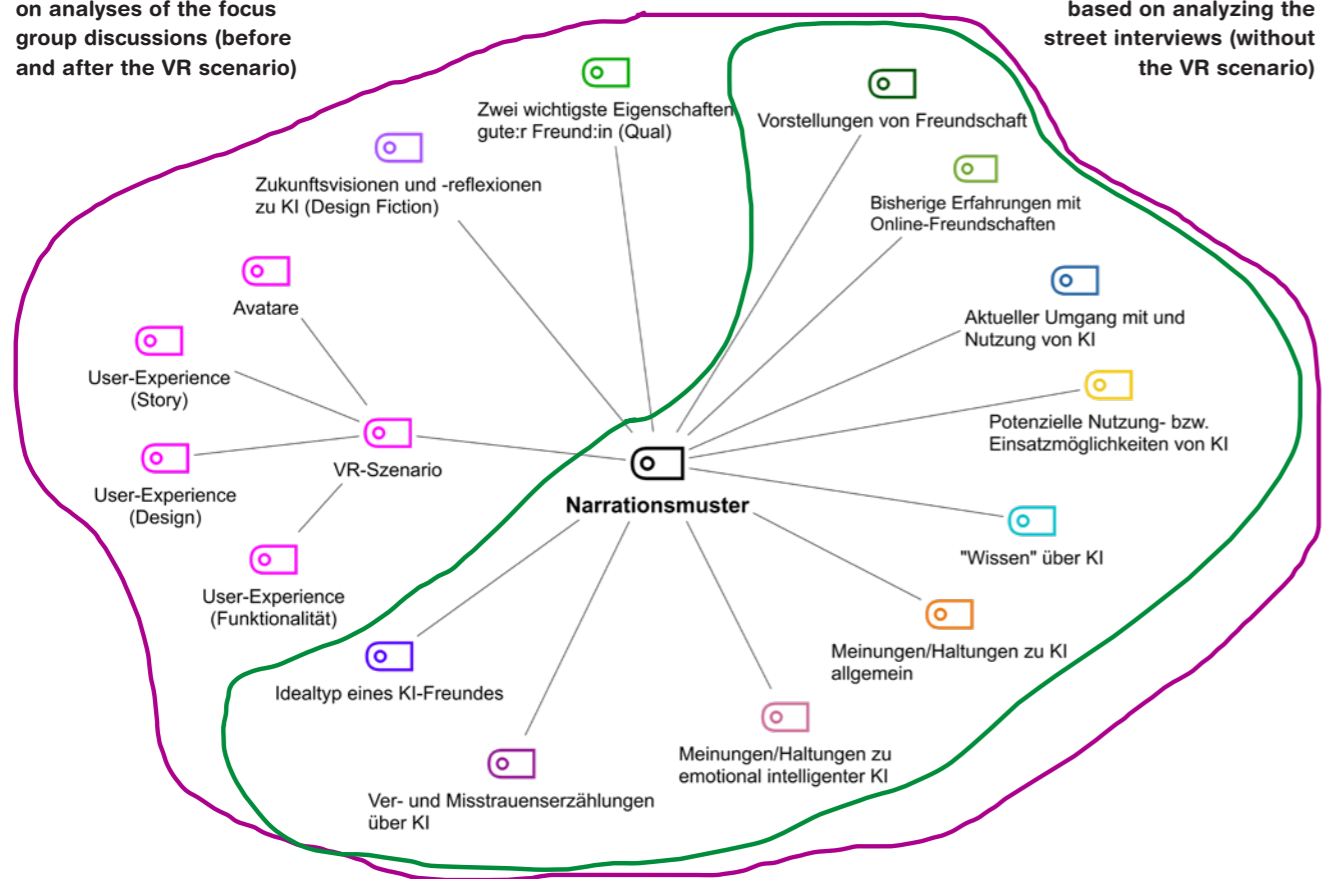 on analyses of the focus
group discussions (before
and after the VR scenario)
based on analyzing the
street interviews (without
the VR scenario)
Zwei wichtigste Eigenschaften
gute:r Freund:in (Qual)
Vorstellungen von Freundschaft
Zukunftsvisionen und -reflexionen
zu KI (Design Fiction)
Bisherige Erfahrungen mit
Online-Freundschaften
Avatare
Aktueller Umgang mit und
Nutzung von KI
User-Experience
(Story)
Potenzielle Nutzung- bzw.
Einsatzmöglichkeiten von KI
VR-Szenario
User-Experience
(Design)
Narrationsmuster
"Wissen" über KI
User-Experience
(Funktionalität)
Meinungen/Haltungen zu KI
allgemein
Idealtyp eines KI-Freundes
Meinungen/Haltungen zu
emotional intelligenter KI
Ver- und Misstrauenserzählungen
über KI